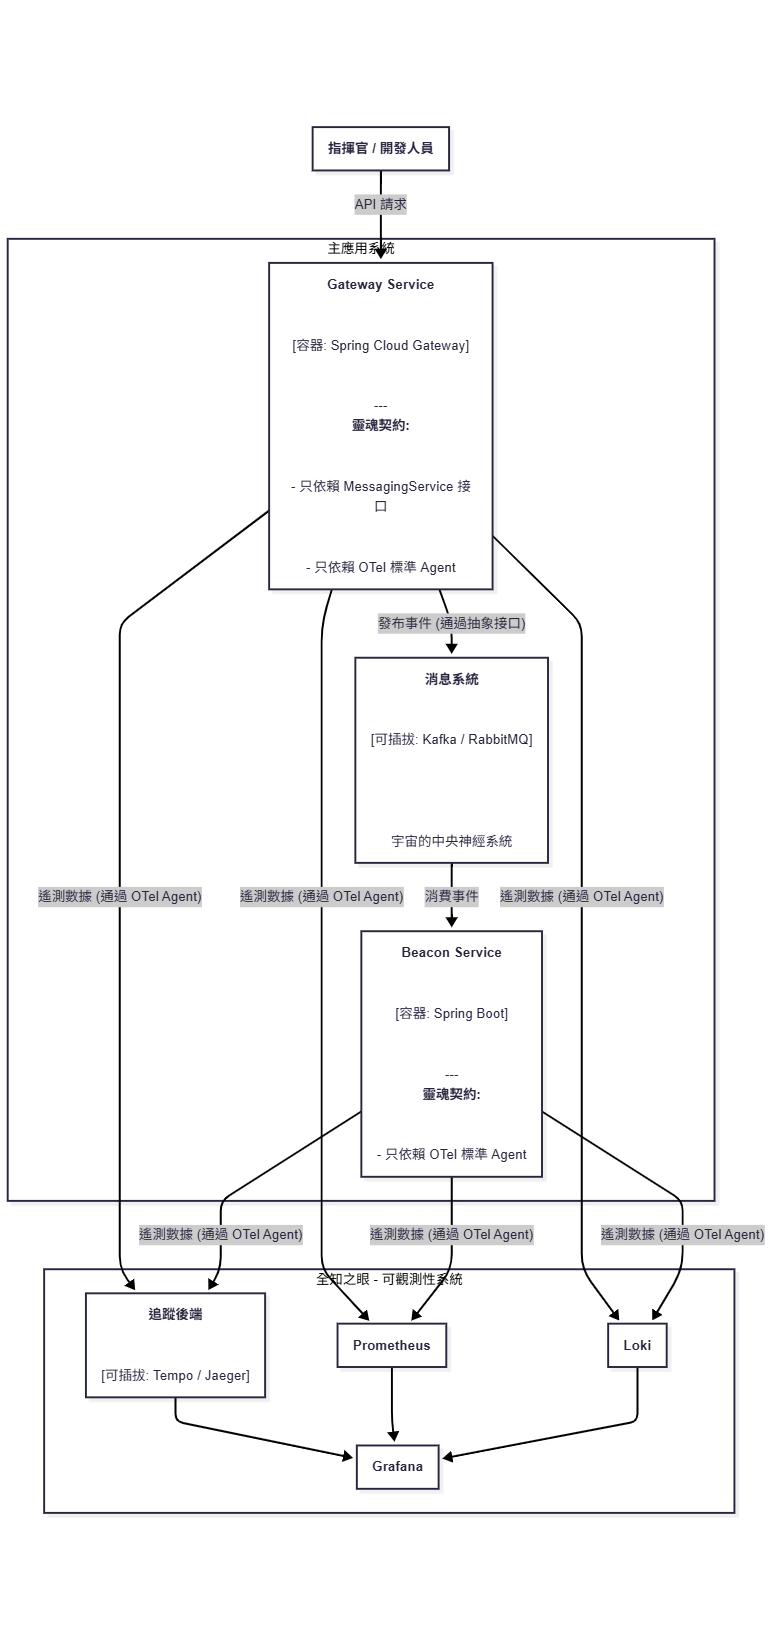 指揮官 / 開發人員
API 請求
主應用系統
Gateway Service
[容器: Spring Cloud Gateway]
---
靈魂契約:
- 只依賴 MessagingService 接
口
- 只依賴 OTel 標準 Agent
發布事件 (通過抽象接口)
消息系統
[可插拔: Kafka / RabbitMQ]
宇宙的中央神經系統
遙測數據 (通過 OTel Agent)
遙測數據 (通過 OTel Agent)
消費事件
遙測數據 (通過 OTel Agent)
Beacon Service
[容器: Spring Boot]
---
靈魂契約:
- 只依賴 OTel 標準 Agent
遙測數據 (通過 OTel Agent)
遙測數據 (通過 OTel Agent)
遙測數據 (通過 OTel Agent)
全知之眼 - 可觀測性系統
追蹤後端
[可插拔: Tempo / Jaeger]
Prometheus
Loki
Grafana